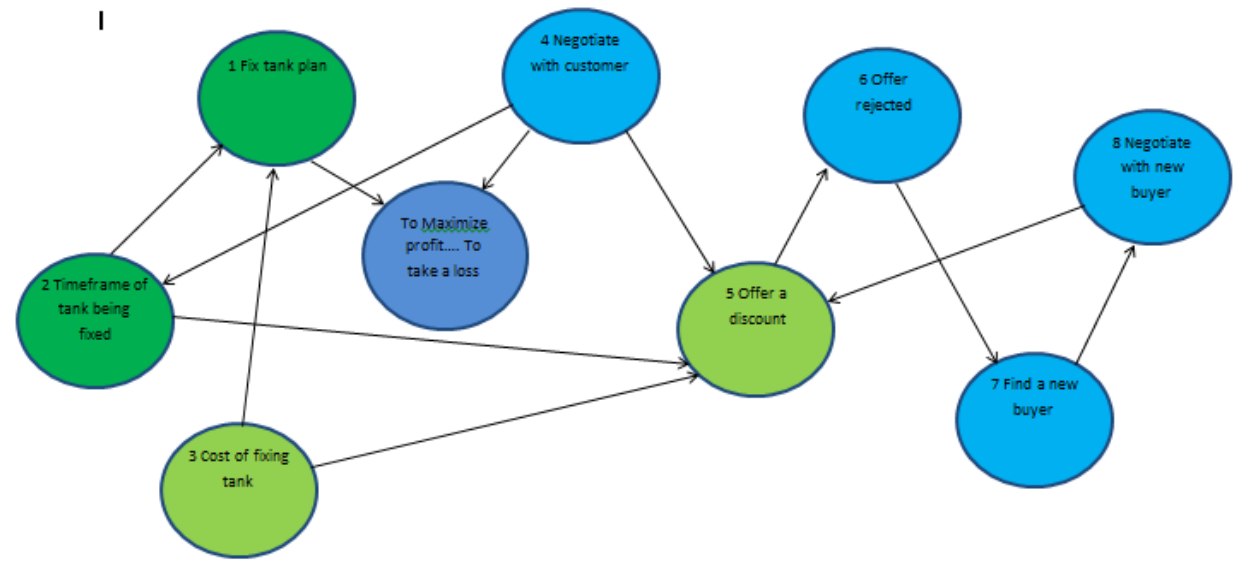 I
1 Fix tank plan
4 Negotiate
with customer
6 Offer
rejected
8 Negotiate
with new
buyer
To Maximize
profit.... To
take a loss
2 Timeframe of
tank being
fixed
5 Offer a
discount
7 Find a new
buyer
3 Cost of fixing
tank